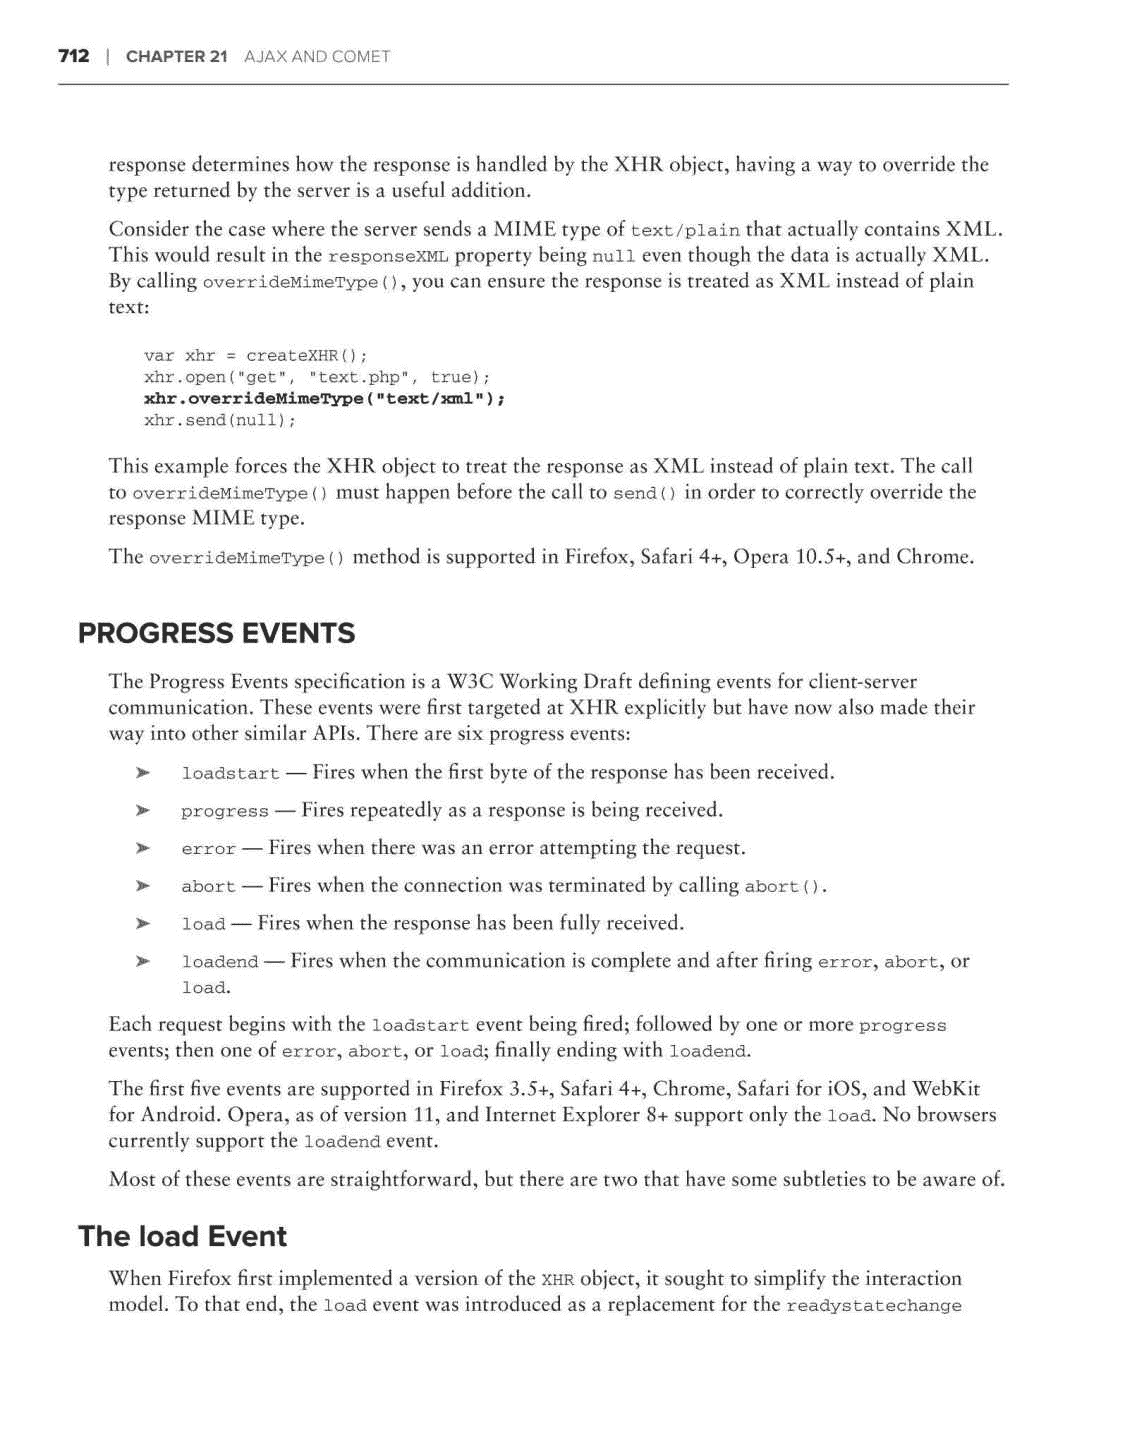 712 | CHAPTER 21 AJAX AND COMET
response determines how the response is handled by the XHR object, having a way to override the
type returned by the server is a useful addition.
Consider the case where the server sends a MIME type of text/plain that actually contains XML.
This would result in the responseXML property being null even though the data is actually XML.
By calling overrideMimeType(), you can ensure the response is treated as XML instead of plain
text:
var xhr = createXHR();
xhr.open("get", "text.php", true);
xhr.overrideMimeType("text/xml");
xhr.send(null);
This example forces the XHR object to treat the response as XML instead of plain text. The call
to overrideMimeType() must happen before the call to send() in order to correctly override the
response MIME type.
The overrideMimeType() method is supported in Firefox, Safari 4+, Opera 10.5+, and Chrome.
PROGRESS EVENTS
The Progress Events specification is a W3C Working Draft defining events for client-server
communication. These events were first targeted at XHR explicitly but have now also made their
way into other similar APIs. There are six progress events:
➤ loadstart — Fires when the first byte of the response has been received.
➤ progress — Fires repeatedly as a response is being received.
➤ error — Fires when there was an error attempting the request.
➤ abort — Fires when the connection was terminated by calling abort().
➤ load — Fires when the response has been fully received.
➤ loadend — Fires when the communication is complete and after firing error, abort, or
load.
Each request begins with the loadstart event being fired; followed by one or more progress
events; then one of error, abort, or load; finally ending with loadend.
The first five events are supported in Firefox 3.5+, Safari 4+, Chrome, Safari for iOS, and WebKit
for Android. Opera, as of version 11, and Internet Explorer 8+ support only the load. No browsers
currently support the loadend event.
Most of these events are straightforward, but there are two that have some subtleties to be aware of.
The load Event
When Firefox first implemented a version of the XHR object, it sought to simplify the interaction
model. To that end, the load event was introduced as a replacement for the readystatechange